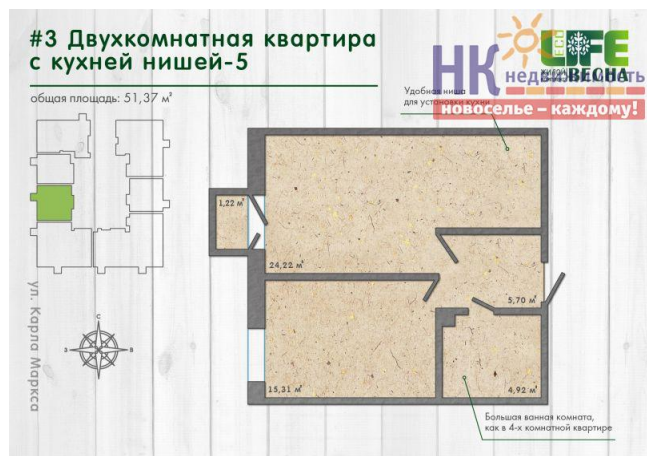 #3 Двухкомнатная квартира
с кухней нишей-5
общая площадь: 51,37 м²
НК недвижимость
новоселье – каждому!
ECO
LIFE
ВЕСНА
Удобная ниша
для установки кухни
1,22 м²
24,22 м²
5,70 м²
15,31 м²
4,92 м²
ул. Карла Маркса
С
З
В
Большая ванная комната,
как в 4-х комнатной квартире